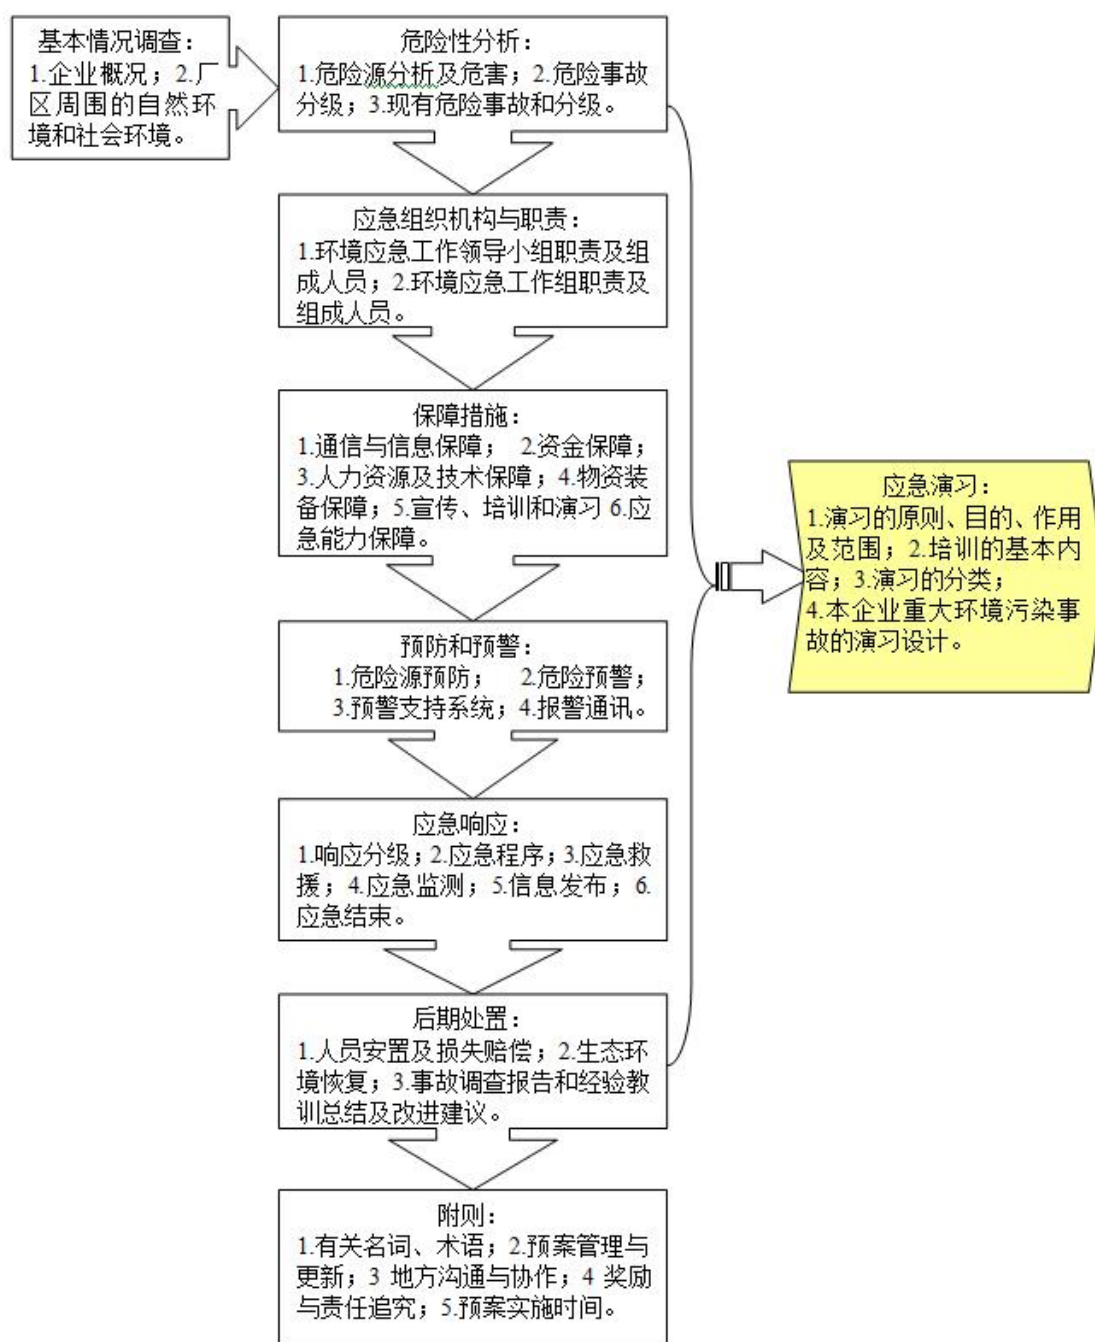 基本情况调查：
1.企业概况；2.厂
区周围的自然环
境和社会环境。
危险性分析：
1.危险源分析及危害；2.危险事故
分级；3.现有危险事故和分级。
应急组织机构与职责：
1.环境应急工作领导小组职责及组
成人员；2.环境应急工作组职责及
组成人员。
保障措施：
1.通信与信息保障； 2.资金保障；
3.人力资源及技术保障；4.物资装
备保障；5.宣传、培训和演习 6.应
急能力保障。
预防和预警：
1.危险源预防； 2.危险预警；
3.预警支持系统；4.报警通讯。
应急响应：
1.响应分级；2.应急程序；3.应急救
援；4.应急监测；5.信息发布；6.
应急结束。
后期处置：
1.人员安置及损失赔偿；2.生态环
境恢复；3.事故调查报告和经验教
训总结及改进建议。
附则：
1.有关名词、术语；2.预案管理与
更新；3 地方沟通与协作；4 奖励
与责任追究；5.预案实施时间。
应急演习：
1.演习的原则、目的、作用
及范围；2.培训的基本内
容；3.演习的分类；
4.本企业重大环境污染事
故的演习设计。